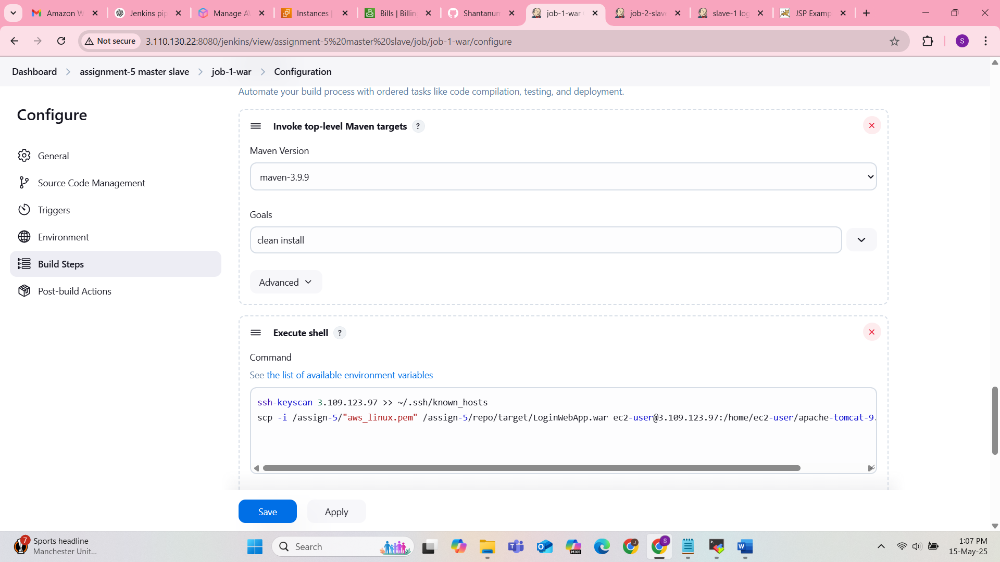 Amazon W
Jenkins pip
Manage A
Instances |
Bills | Billin
Shantanum
job-1-war
job-2-slave
slave-1 log
JSP Examp
Not secure
3.110.130.22:8080/jenkins/view/assignment-5%20master%20slave/job/job-1-war/configure
S
Dashboard
assignment-5 master slave
job-1-war
Configuration
Automate your build process with ordered tasks like code compilation, testing, and deployment.
Configure
General
Source Code Management
Triggers
Environment
Build Steps
Post-build Actions
Invoke top-level Maven targets ?
Maven Version
maven-3.9.9
Goals
clean install
Advanced
Execute shell ?
Command
See the list of available environment variables
ssh-keyscan 3.109.123.97 >> ~/.ssh/known_hosts
scp -i /assign-5/"aws_linux.pem" /assign-5/repo/target/LoginWebApp.war ec2-user@3.109.123.97:/home/ec2-user/apache-tomcat-9.
Save
Apply
7
Sports headline
Manchester Unit...
Search
M365
J
S
1:07 PM
15-May-25